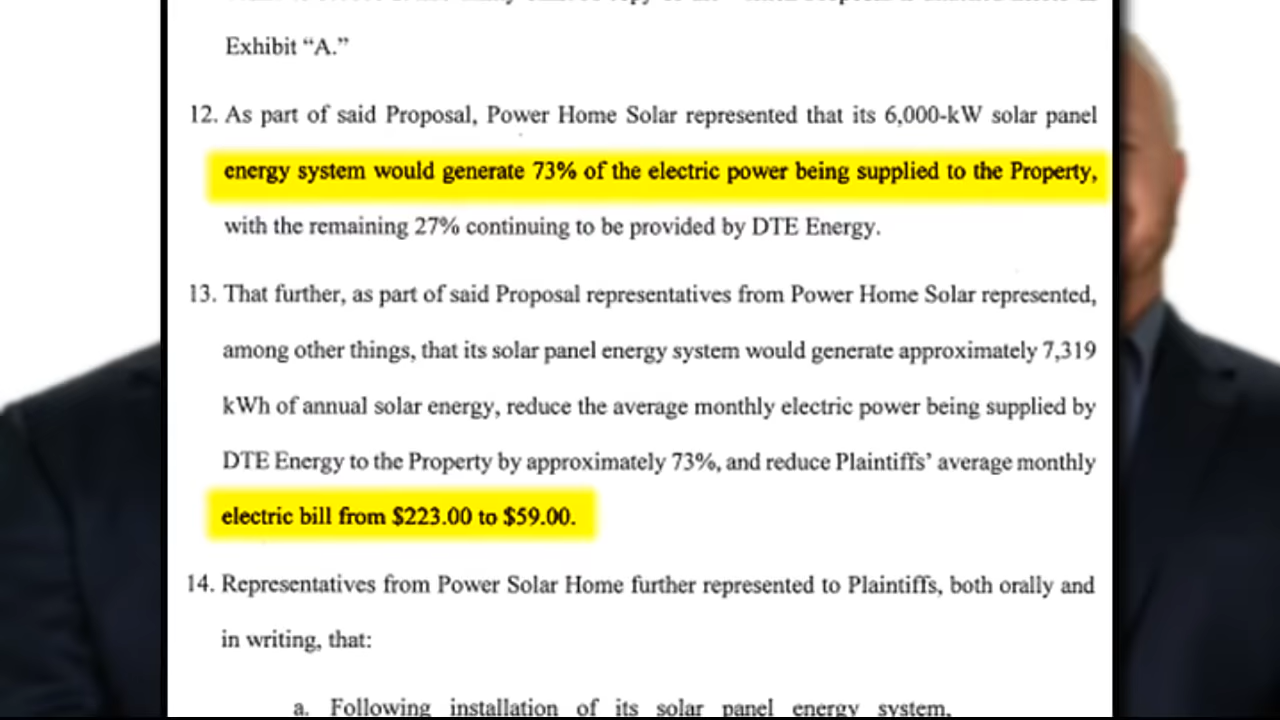 Exhibit “A.”
12. As part of said Proposal, Power Home Solar represented that its 6,000-kW solar panel
energy system would generate 73% of the electric power being supplied to the Property,
with the remaining 27% continuing to be provided by DTE Energy.
13. That further, as part of said Proposal representatives from Power Home Solar represented,
among other things, that its solar panel energy system would generate approximately 7,319
kWh of annual solar energy, reduce the average monthly electric power being supplied by
DTE Energy to the Property by approximately 73%, and reduce Plaintiffs’ average monthly
electric bill from $223.00 to $59.00.
14. Representatives from Power Solar Home further represented to Plaintiffs, both orally and
in writing, that:
a. Following installation of its solar panel energy system,